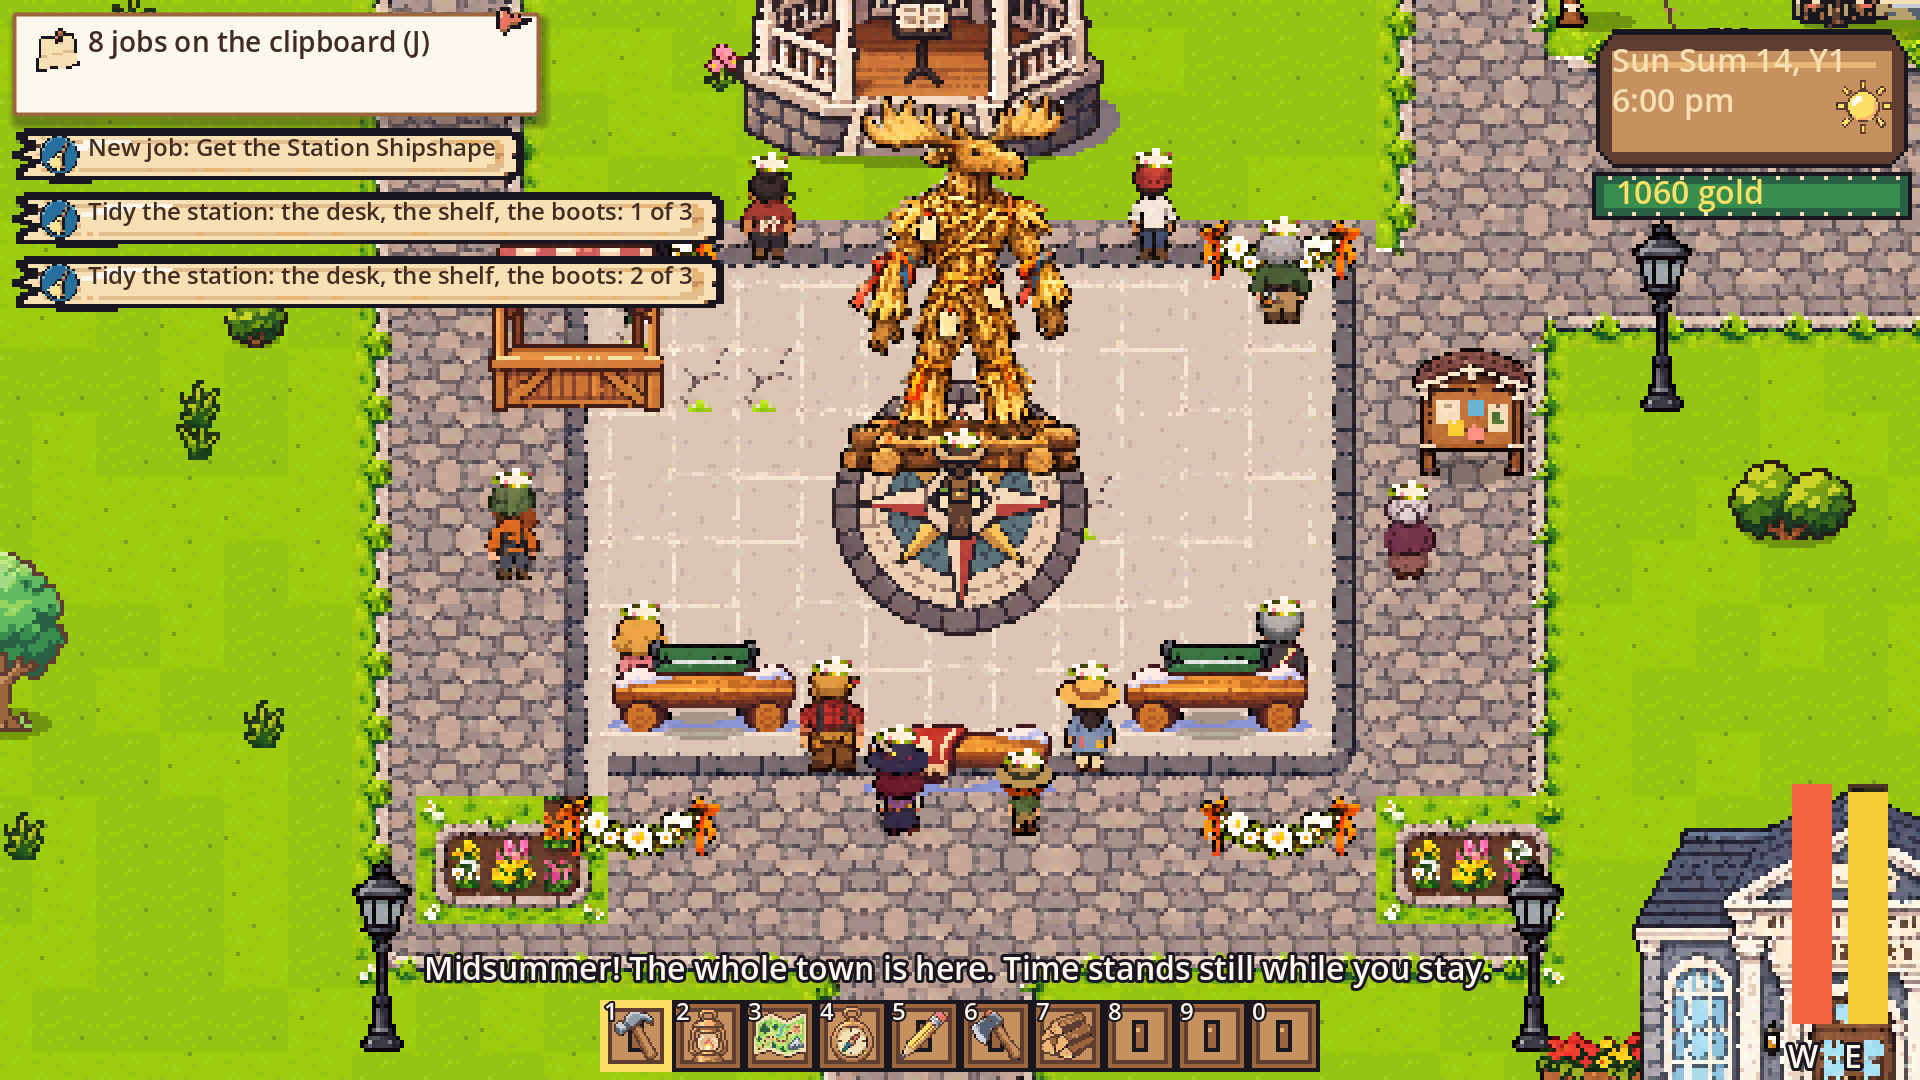 8 jobs on the clipboard (J)
New job: Get the Station Shipshape
Tidy the station: the desk, the shelf, the boots: 1 of 3
Tidy the station: the desk, the shelf, the boots: 2 of 3
Sun Sum 14, Y1
6:00 pm
1060 gold
Midsummer! The whole town is here. Time stands still while you stay.
1 2 3 4 5 6 7 8 9 0
W E